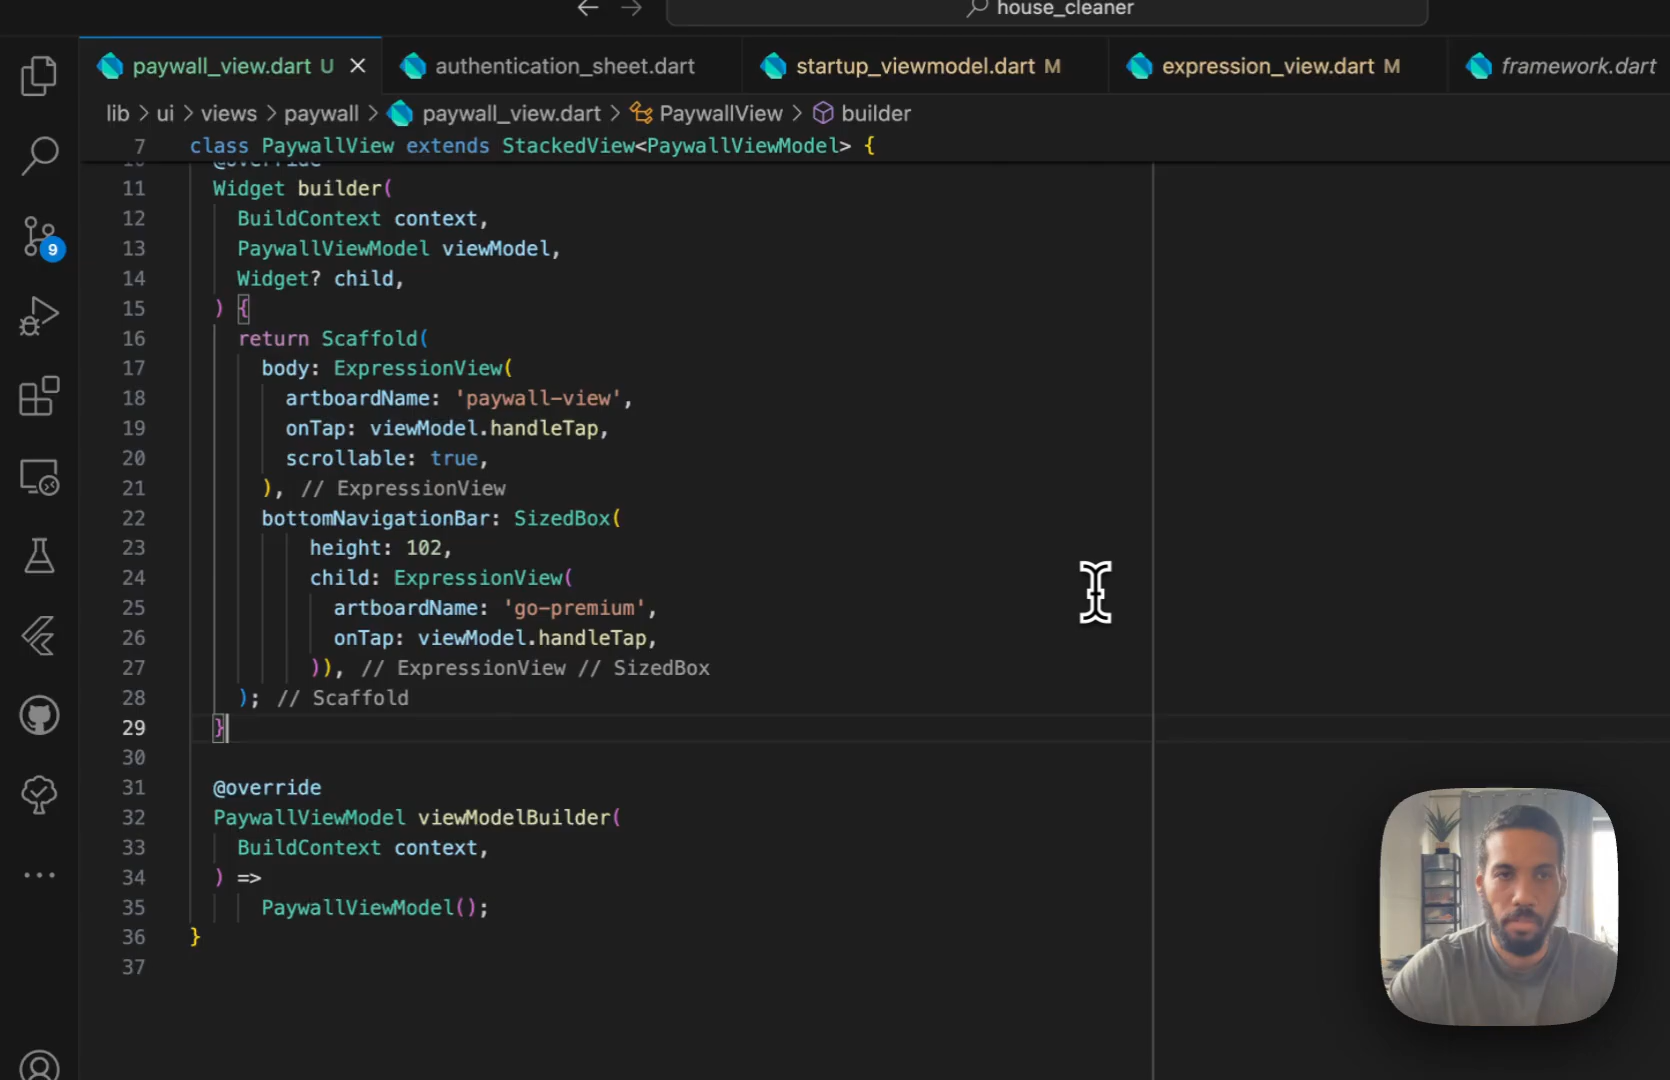 house_cleaner
paywall_view.dart U
authentication_sheet.dart
startup_viewmodel.dart M
expression_view.dart M
framework.dart
lib > ui > views > paywall > paywall_view.dart > PaywallView > builder
7 class PaywallView extends StackedView<PaywallViewModel> {
@override
11 Widget builder(
12 BuildContext context,
13 PaywallViewModel viewModel,
14 Widget? child,
15 ) {
16 return Scaffold(
17 body: ExpressionView(
18 artboardName: 'paywall-view',
19 onTap: viewModel.handleTap,
20 scrollable: true,
21 ), // ExpressionView
22 bottomNavigationBar: SizedBox(
23 height: 102,
24 child: ExpressionView(
25 artboardName: 'go-premium',
26 onTap: viewModel.handleTap,
27 )), // ExpressionView // SizedBox
28 ); // Scaffold
29 }
30
31 @override
32 PaywallViewModel viewModelBuilder(
33 BuildContext context,
34 ) =>
35 PaywallViewModel();
36 }
37
9